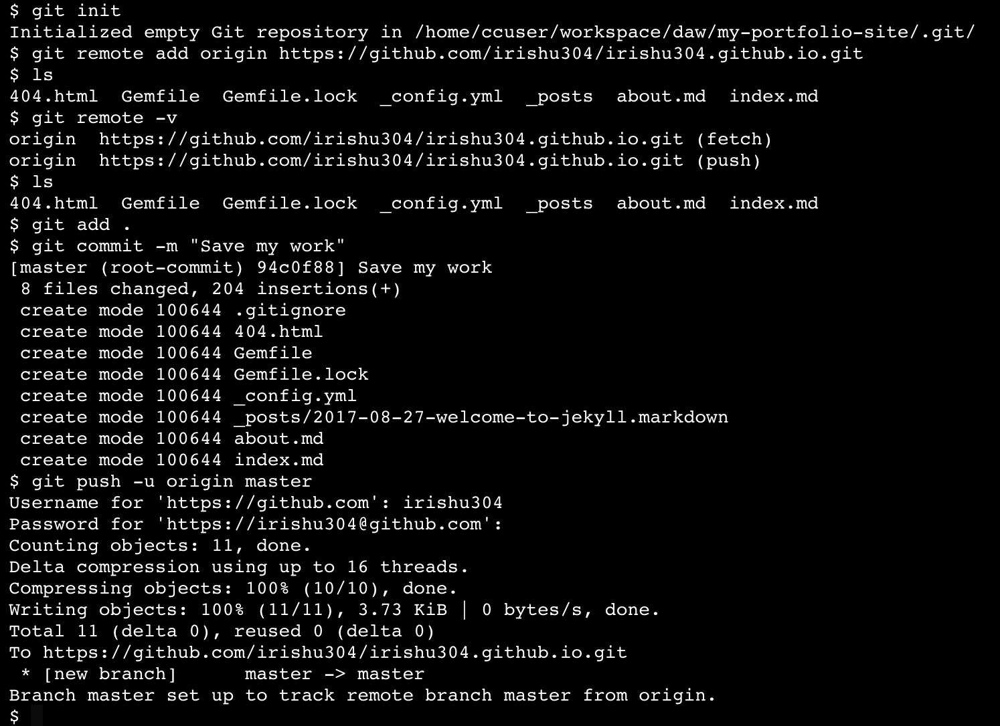 $ git init
Initialized empty Git repository in /home/ccuser/workspace/daw/my-portfolio-site/.git/
$ git remote add origin https://github.com/irishu304/irishu304.github.io.git
$ ls
404.html  Gemfile  Gemfile.lock  _config.yml  _posts  about.md  index.md
$ git remote -v
origin  https://github.com/irishu304/irishu304.github.io.git (fetch)
origin  https://github.com/irishu304/irishu304.github.io.git (push)
$ ls
404.html  Gemfile  Gemfile.lock  _config.yml  _posts  about.md  index.md
$ git add .
$ git commit -m "Save my work"
[master (root-commit) 94c0f88] Save my work
 8 files changed, 204 insertions(+)
 create mode 100644 .gitignore
 create mode 100644 404.html
 create mode 100644 Gemfile
 create mode 100644 Gemfile.lock
 create mode 100644 _config.yml
 create mode 100644 _posts/2017-08-27-welcome-to-jekyll.markdown
 create mode 100644 about.md
 create mode 100644 index.md
$ git push -u origin master
Username for 'https://github.com': irishu304
Password for 'https://irishu304@github.com':
Counting objects: 11, done.
Delta compression using up to 16 threads.
Compressing objects: 100% (10/10), done.
Writing objects: 100% (11/11), 3.73 KiB | 0 bytes/s, done.
Total 11 (delta 0), reused 0 (delta 0)
To https://github.com/irishu304/irishu304.github.io.git
 * [new branch]      master -> master
Branch master set up to track remote branch master from origin.
$